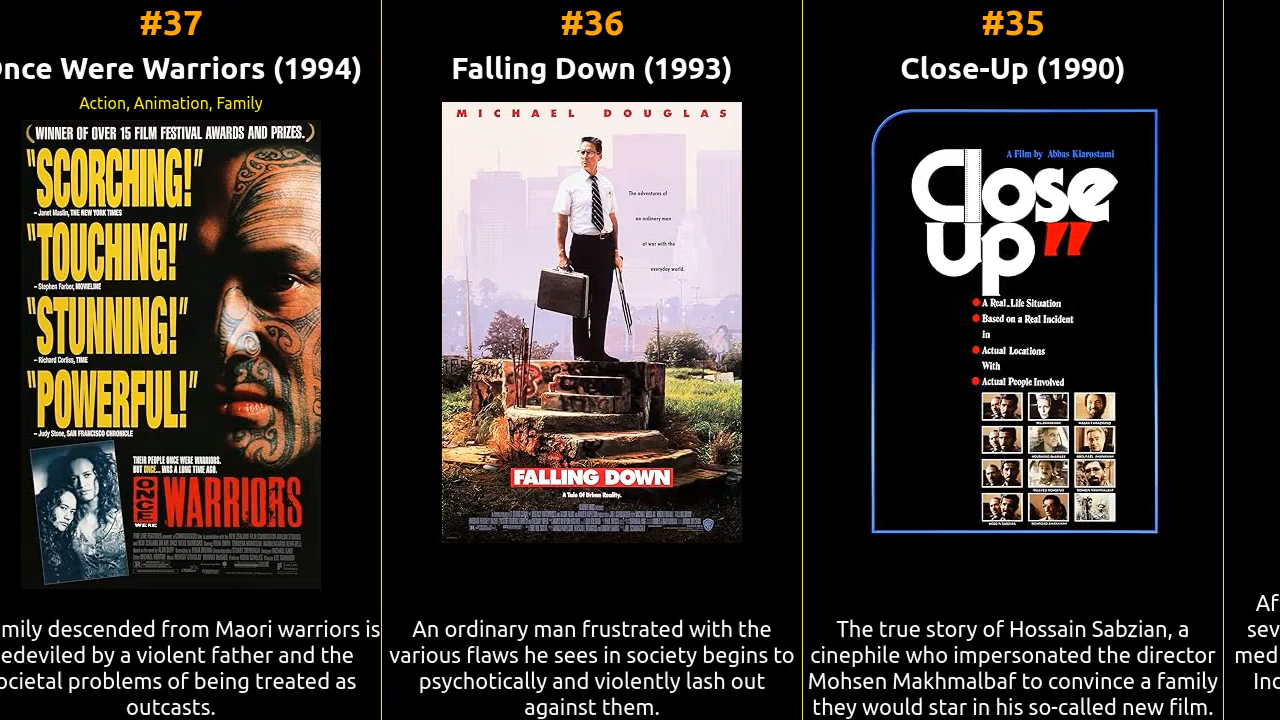 #37
Once Were Warriors (1994)
Action, Animation, Family
WINNER OF OVER 15 FILM FESTIVAL AWARDS AND PRIZES.
"SCORCHING!"
– Janet Maslin, THE NEW YORK TIMES
"TOUCHING!"
– Stephen Farber, MOVIELINE
"STUNNING!"
– Richard Corliss, TIME
"POWERFUL!"
– Judy Stone, SAN FRANCISCO CHRONICLE
THEIR PEOPLE ONCE WERE WARRIORS.
BUT ONCE... WAS A LONG TIME AGO.
ONCE
WERE
WARRIORS
mily descended from Maori warriors is
edeviled by a violent father and the
ocietal problems of being treated as
outcasts.
#36
Falling Down (1993)
MICHAEL DOUGLAS
The adventures of
an ordinary man
at war with the
everyday world.
FALLING DOWN
A Tale Of Urban Reality.
An ordinary man frustrated with the
various flaws he sees in society begins to
psychotically and violently lash out
against them.
#35
Close-Up (1990)
A Film by Abbas Kiarostami
Close
Up
A Real Life Situation
Based on a Real Incident
in
Actual Locations
With
Actual People Involved
The true story of Hossain Sabzian, a
cinephile who impersonated the director
Mohsen Makhmalbaf to convince a family
they would star in his so-called new film.
Af
sev
med
Inc